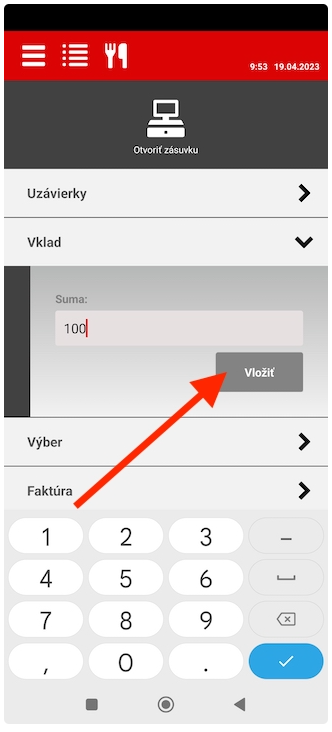 9:53 19.04.2023
Otvoriť zásuvku
Uzávierky
Vklad
Suma:
100
Vložiť
Výber
Faktúra
1 2 3 –
4 5 6
7 8 9
, 0 .